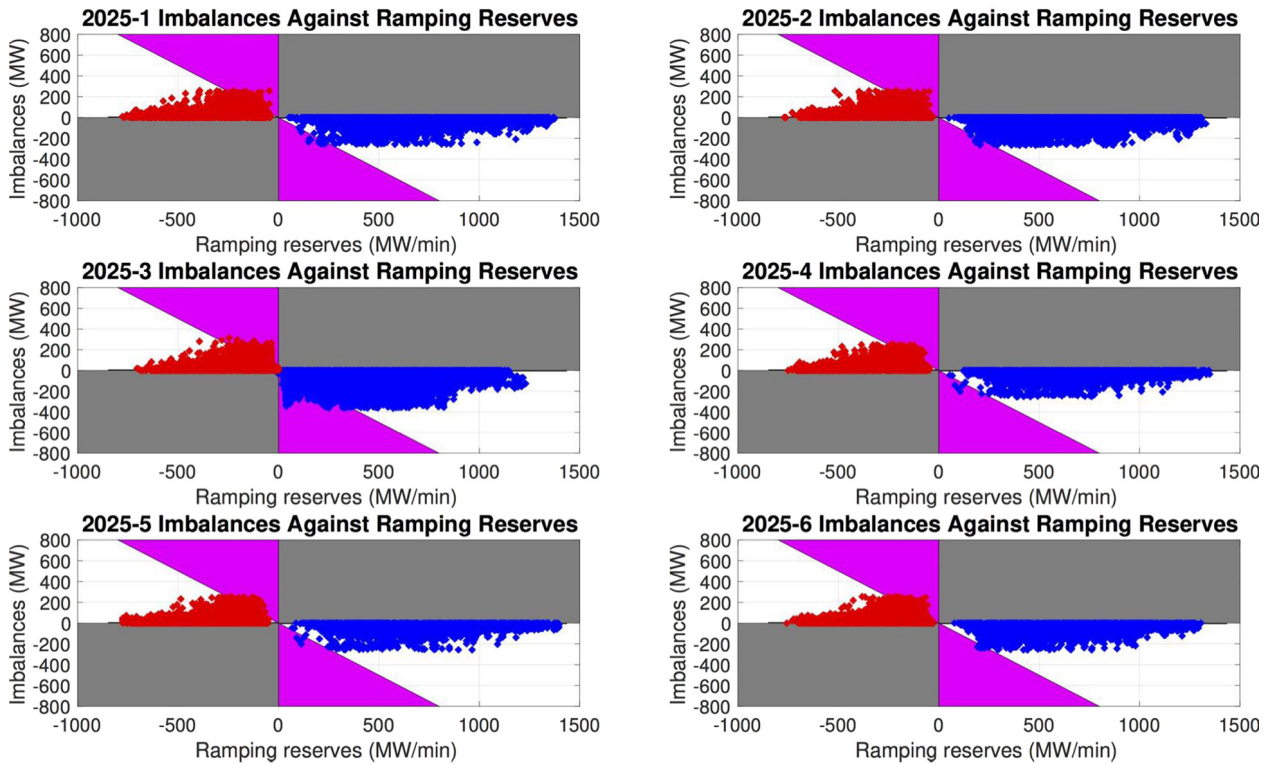 2025-1 Imbalances Against Ramping Reserves
800
600
400
200
0
-200
-400
-600
-800
Imbalances (MW)
-1000 -500 0 500 1000 1500
Ramping reserves (MW/min)
2025-2 Imbalances Against Ramping Reserves
800
600
400
200
0
-200
-400
-600
-800
Imbalances (MW)
-1000 -500 0 500 1000 1500
Ramping reserves (MW/min)
2025-3 Imbalances Against Ramping Reserves
800
600
400
200
0
-200
-400
-600
-800
Imbalances (MW)
-1000 -500 0 500 1000 1500
Ramping reserves (MW/min)
2025-4 Imbalances Against Ramping Reserves
800
600
400
200
0
-200
-400
-600
-800
Imbalances (MW)
-1000 -500 0 500 1000 1500
Ramping reserves (MW/min)
2025-5 Imbalances Against Ramping Reserves
800
600
400
200
0
-200
-400
-600
-800
Imbalances (MW)
-1000 -500 0 500 1000 1500
Ramping reserves (MW/min)
2025-6 Imbalances Against Ramping Reserves
800
600
400
200
0
-200
-400
-600
-800
Imbalances (MW)
-1000 -500 0 500 1000 1500
Ramping reserves (MW/min)